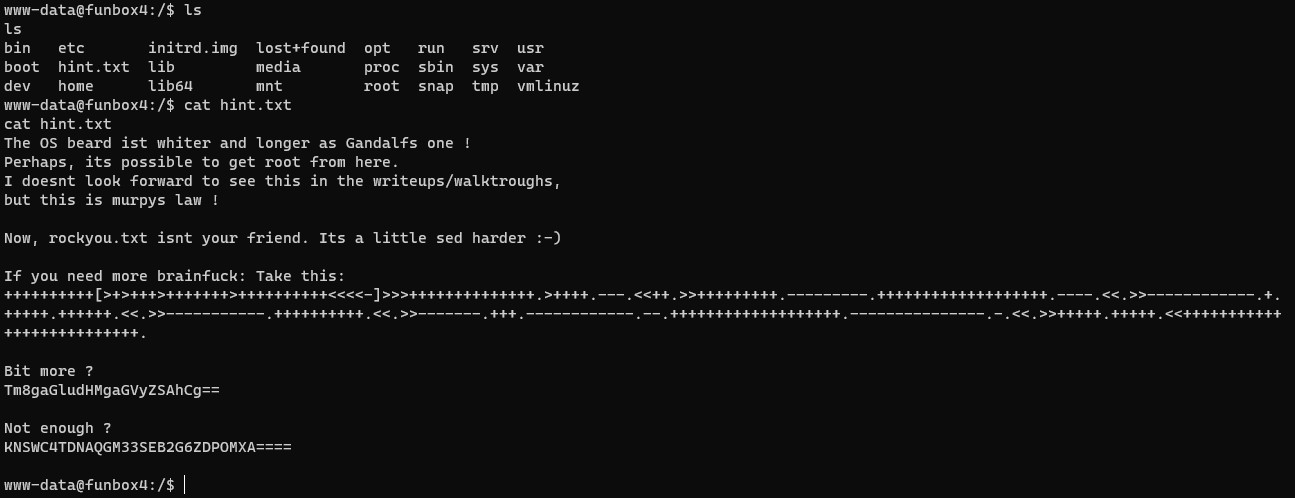 www-data@funbox4:/$ ls
ls
bin   etc       initrd.img  lost+found  opt   run   srv  usr
boot  hint.txt  lib         media       proc  sbin  sys  var
dev   home      lib64       mnt         root  snap  tmp  vmlinuz
www-data@funbox4:/$ cat hint.txt
cat hint.txt
The OS beard ist whiter and longer as Gandalfs one !
Perhaps, its possible to get root from here.
I doesnt look forward to see this in the writeups/walktroughs,
but this is murpys law !
Now, rockyou.txt isnt your friend. Its a little sed harder :-)
If you need more brainfuck: Take this:
++++++++++[>+>+++>+++++++>++++++++++<<<<-]>>>++++++++++++++.>++++.---.<<++.>>+++++++++.---------.+++++++++++++++++++.----.<<.>>------------.+.
+++++.++++++.<<.>>-----------.++++++++++.<<.>>-------.+++.------------.--.+++++++++++++++++++.---------------.-.<<.>>+++++.+++++.<<+++++++++++
+++++++++++++++.
Bit more ?
Tm8gaGludHMgaGVyZSAhCg==
Not enough ?
KNSWC4TDNAQGM33SEB2G6ZDPOMXA====
www-data@funbox4:/$